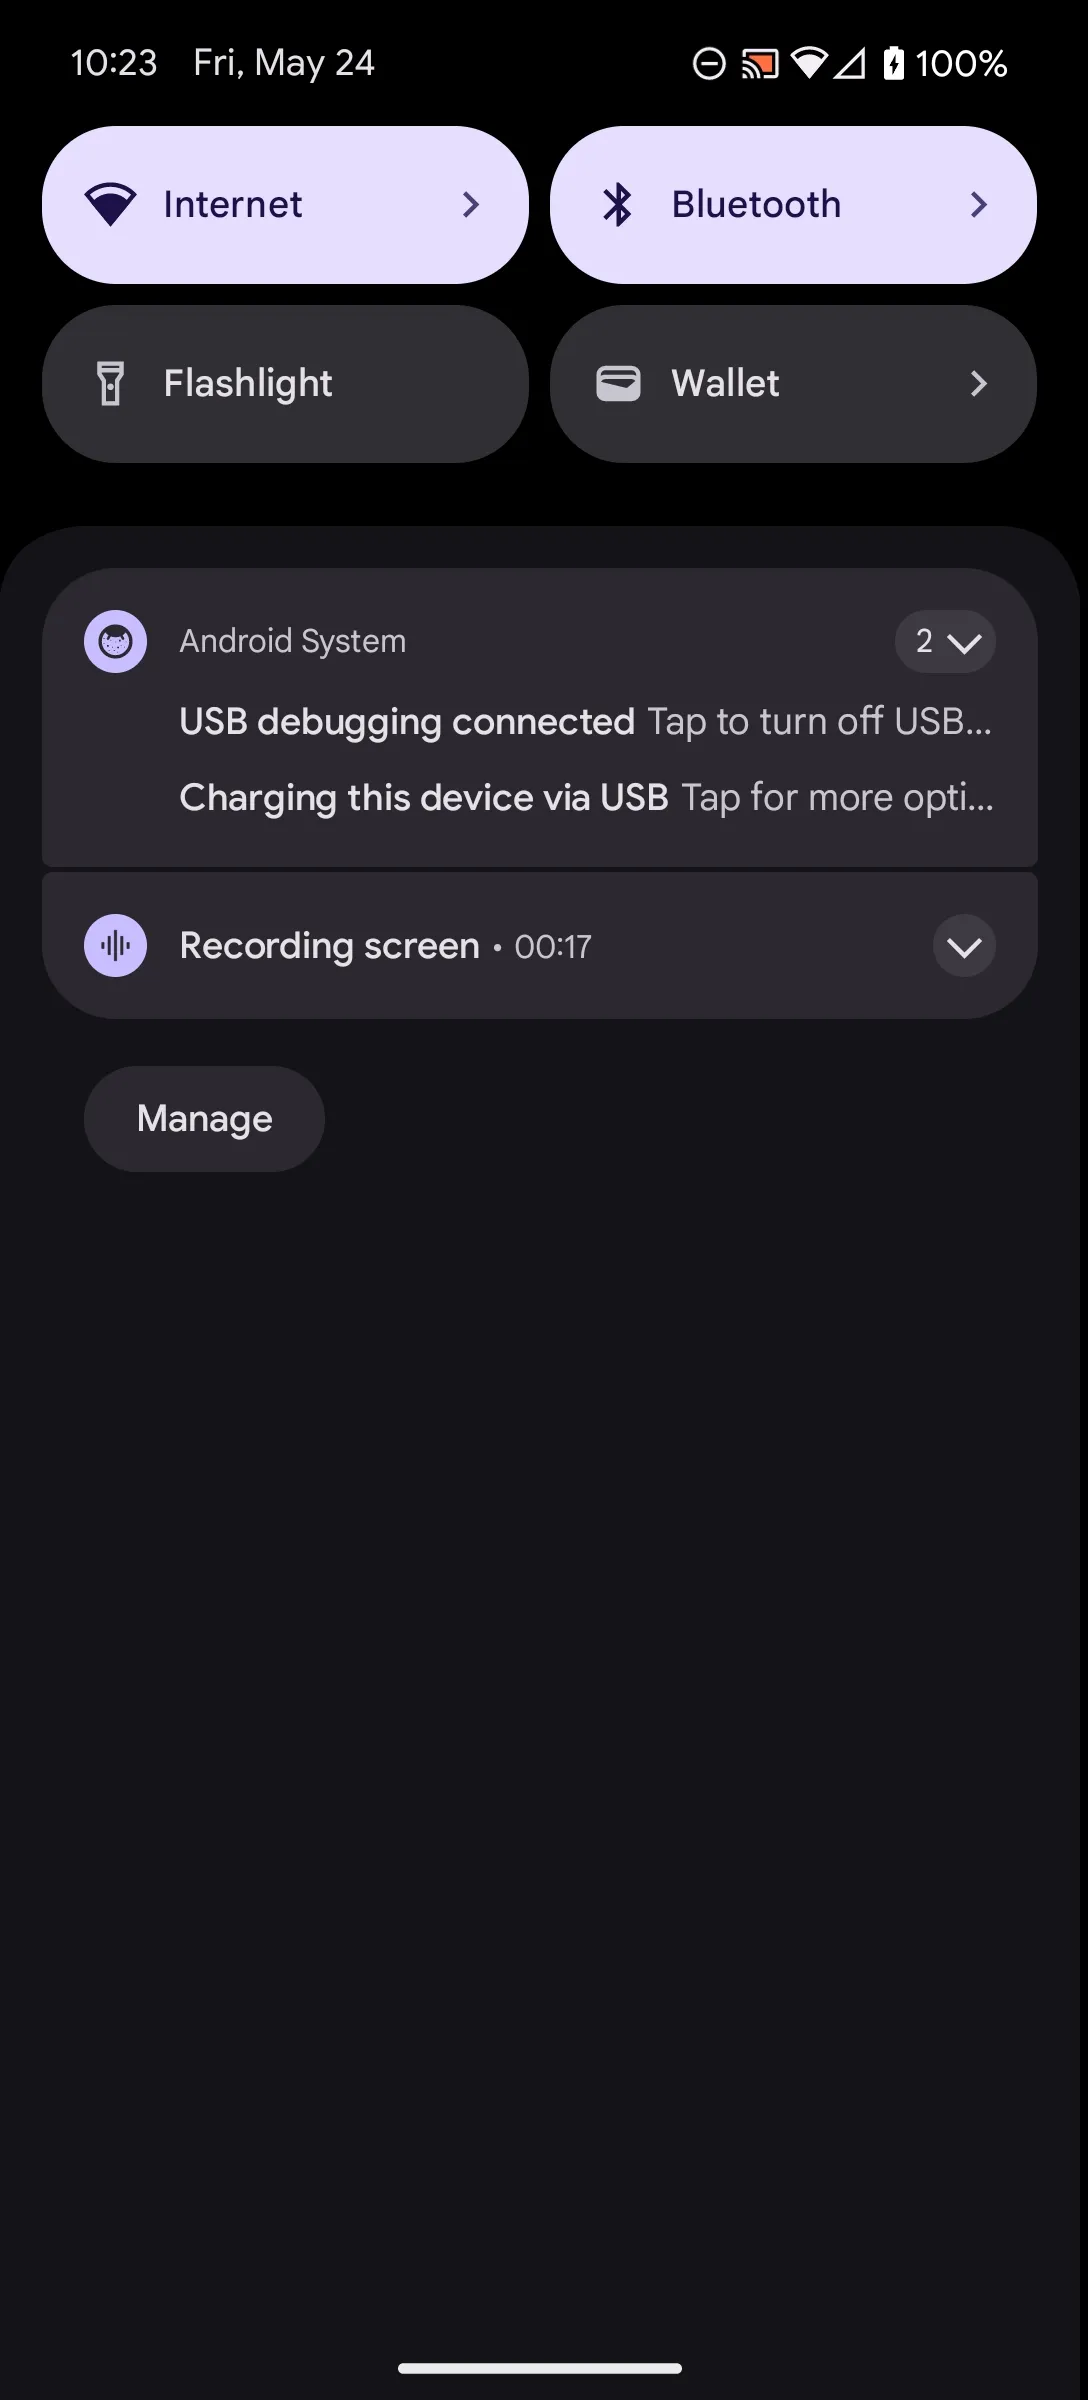 10:23 Fri, May 24 100%
Internet Bluetooth
Flashlight Wallet
Android System 2
USB debugging connected Tap to turn off USB...
Charging this device via USB Tap for more opti...
Recording screen • 00:17
Manage